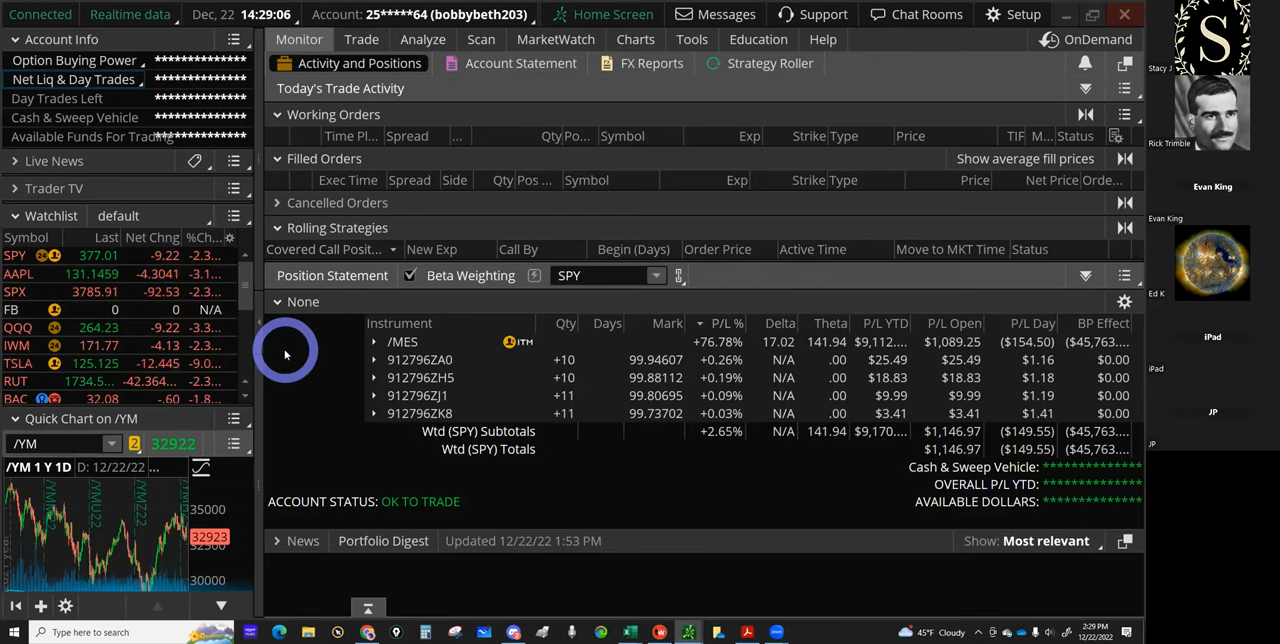 Connected Realtime data Dec, 22 14:29:06 Account: 25*****64 (bobbybeth203) Home Screen Messages Support Chat Rooms Setup
Account Info Monitor Trade Analyze Scan MarketWatch Charts Tools Education Help OnDemand
Option Buying Power ************** Activity and Positions Account Statement FX Reports Strategy Roller
Net Liq & Day Trades **************
Day Trades Left ************** Today's Trade Activity
Cash & Sweep Vehicle ************** Working Orders
Available Funds For Trading ************** Time Pl... Spread ... Qty Po... Symbol Exp Strike Type Price TIF M... Status
Live News Filled Orders Show average fill prices
Trader TV Exec Time Spread Side Qty Pos ... Symbol Exp Strike Type Price Net Price Orde...
Watchlist default Cancelled Orders
Symbol Last Net Chng %Ch... Rolling Strategies
SPY 24 377.01 -9.22 -2.3... Covered Call Posit... New Exp Call By Begin (Days) Order Price Active Time Move to MKT Time Status
AAPL 131.1459 -4.3041 -3.1... Position Statement Beta Weighting SPY
SPX 3785.91 -92.53 -2.3... None
FB 0 0 N/A
QQQ 24 264.23 -9.22 -3.3... Instrument Qty Days Mark P/L % Delta Theta P/L YTD P/L Open P/L Day BP Effect
IWM 24 171.77 -4.13 -2.3... /MES ITM +76.78% 17.02 141.94 $9,112.... $1,089.25 ($154.50) ($45,763....
TSLA 125.125 -12.445 -9.0... 912796ZA0 +10 99.94607 +0.26% N/A .00 $25.49 $25.49 $1.16 $0.00
RUT 1734.5... -42.364... -2.3... 912796ZH5 +10 99.88112 +0.19% N/A .00 $18.83 $18.83 $1.18 $0.00
BAC 32.08 -.60 -1.8... 912796ZJ1 +11 99.80695 +0.09% N/A .00 $9.99 $9.99 $1.19 $0.00
Quick Chart on /YM 912796ZK8 +11 99.73702 +0.03% N/A .00 $3.41 $3.41 $1.41 $0.00
/YM 2 32922 Wtd (SPY) Subtotals +2.65% N/A 141.94 $9,170.... $1,146.97 ($149.55) ($45,763....
Wtd (SPY) Totals $1,146.97 ($149.55) ($45,763....
/YM 1 Y 1D D: 12/22/22 ... Cash & Sweep Vehicle: **************
OVERALL P/L YTD: **************
ACCOUNT STATUS: OK TO TRADE AVAILABLE DOLLARS: **************
/YMU22 /YMZ22
35000
32923
32500
30000
News Portfolio Digest Updated 12/22/22 1:53 PM Show: Most relevant
Type here to search 45°F Cloudy 2:29 PM
12/22/2022
S
Stacy J
Rick Trimble
Evan King
Evan King
Ed K
iPad
iPad
JP
JP